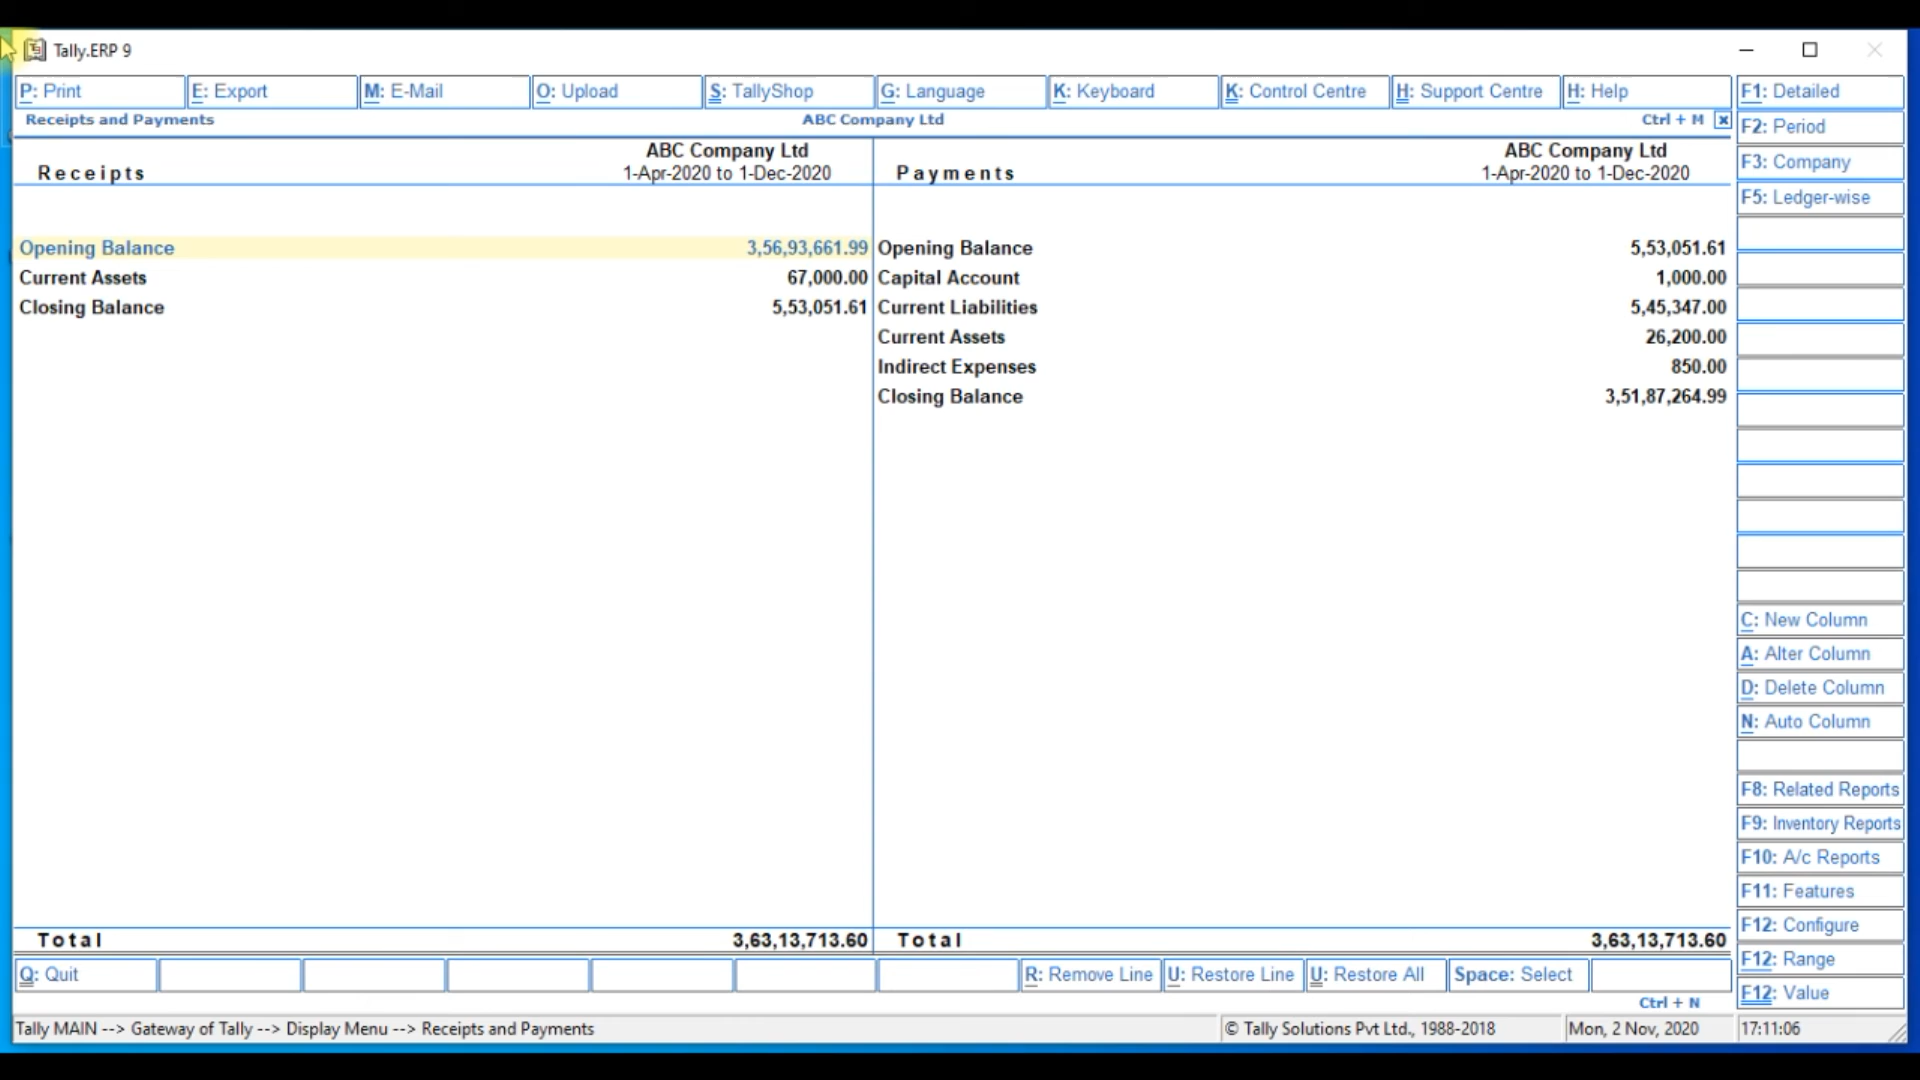 Tally.ERP 9
P: Print E: Export M: E-Mail O: Upload S: TallyShop G: Language K: Keyboard K: Control Centre H: Support Centre H: Help
Receipts and Payments ABC Company Ltd Ctrl + M
Receipts ABC Company Ltd 1-Apr-2020 to 1-Dec-2020
Opening Balance 3,56,93,661.99
Current Assets 67,000.00
Closing Balance 5,53,051.61
Total 3,63,13,713.60
Payments ABC Company Ltd 1-Apr-2020 to 1-Dec-2020
Opening Balance 5,53,051.61
Capital Account 1,000.00
Current Liabilities 5,45,347.00
Current Assets 26,200.00
Indirect Expenses 850.00
Closing Balance 3,51,87,264.99
Total 3,63,13,713.60
F1: Detailed
F2: Period
F3: Company
F5: Ledger-wise
C: New Column
A: Alter Column
D: Delete Column
N: Auto Column
F8: Related Reports
F9: Inventory Reports
F10: A/c Reports
F11: Features
F12: Configure
F12: Range
F12: Value
Q: Quit R: Remove Line U: Restore Line U: Restore All Space: Select
Ctrl + N
Tally MAIN --> Gateway of Tally --> Display Menu --> Receipts and Payments © Tally Solutions Pvt Ltd., 1988-2018 Mon, 2 Nov, 2020 17:11:06